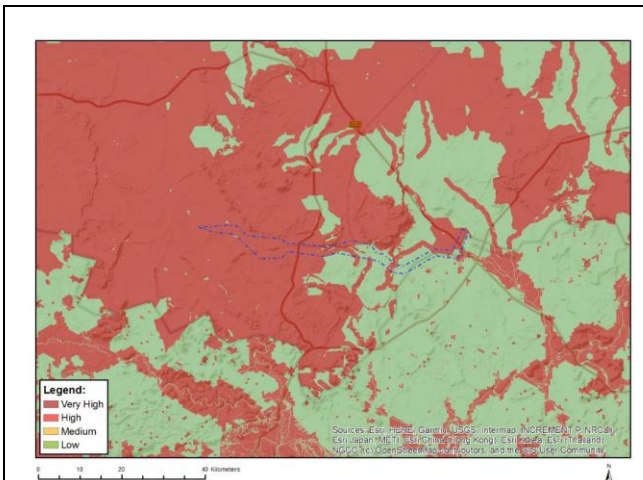 Legend:
Very High
High
Medium
Low
Sources: Esri, HERE, Garmin, USGS, Intermap, INCREMENT P, NRCan,
Esri Japan, METI, Esri China (Hong Kong), Esri Korea, Esri (Thailand),
NGCC, (c) OpenStreetMap contributors, and the GIS User Community
0 10 20 40 Kilometers
N